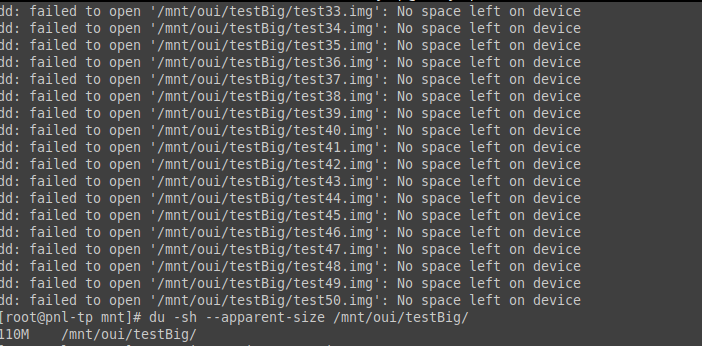 dd: failed to open '/mnt/oui/testBig/test33.img': No space left on device
dd: failed to open '/mnt/oui/testBig/test34.img': No space left on device
dd: failed to open '/mnt/oui/testBig/test35.img': No space left on device
dd: failed to open '/mnt/oui/testBig/test36.img': No space left on device
dd: failed to open '/mnt/oui/testBig/test37.img': No space left on device
dd: failed to open '/mnt/oui/testBig/test38.img': No space left on device
dd: failed to open '/mnt/oui/testBig/test39.img': No space left on device
dd: failed to open '/mnt/oui/testBig/test40.img': No space left on device
dd: failed to open '/mnt/oui/testBig/test41.img': No space left on device
dd: failed to open '/mnt/oui/testBig/test42.img': No space left on device
dd: failed to open '/mnt/oui/testBig/test43.img': No space left on device
dd: failed to open '/mnt/oui/testBig/test44.img': No space left on device
dd: failed to open '/mnt/oui/testBig/test45.img': No space left on device
dd: failed to open '/mnt/oui/testBig/test46.img': No space left on device
dd: failed to open '/mnt/oui/testBig/test47.img': No space left on device
dd: failed to open '/mnt/oui/testBig/test48.img': No space left on device
dd: failed to open '/mnt/oui/testBig/test49.img': No space left on device
dd: failed to open '/mnt/oui/testBig/test50.img': No space left on device
[root@pnl-tp mnt]# du -sh --apparent-size /mnt/oui/testBig/
110M    /mnt/oui/testBig/